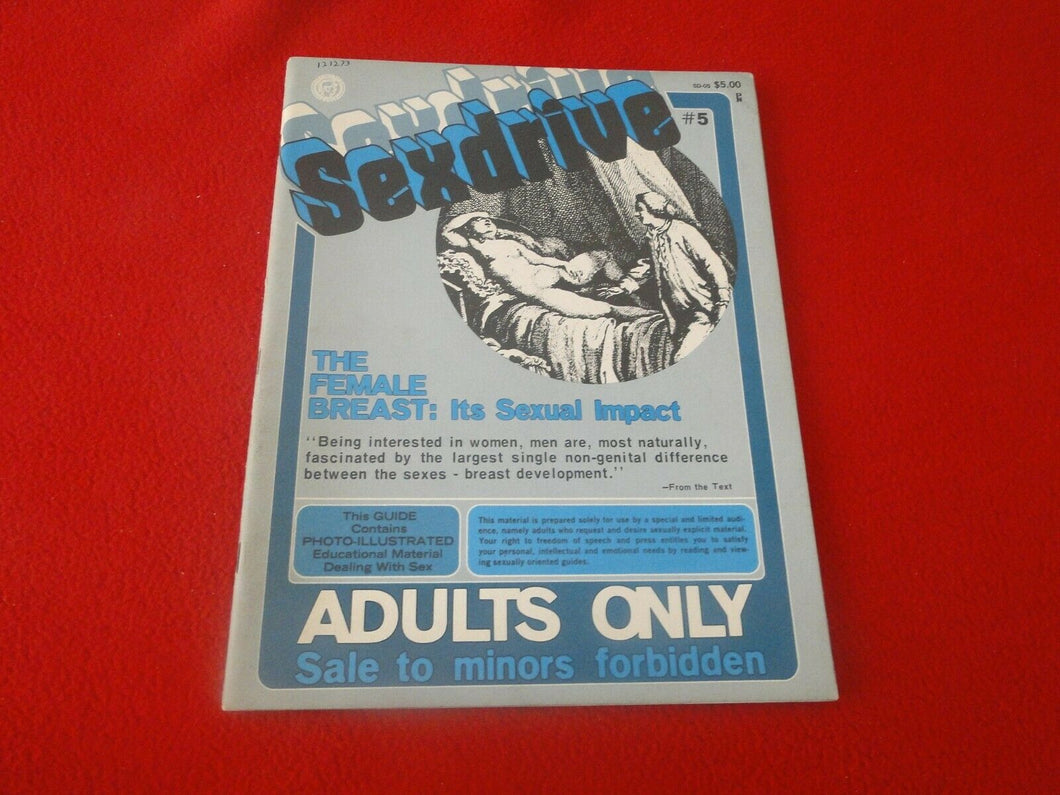 121273
SD-05 $5.00
P
M
Sexdrive
Sexdrive
#5
THE
FEMALE
BREAST: Its Sexual Impact
"Being interested in women, men are, most naturally,
fascinated by the largest single non-genital difference
between the sexes - breast development."
—From the Text
This GUIDE
Contains
PHOTO-ILLUSTRATED
Educational Material
Dealing With Sex
This material is prepared solely for use by a special and limited audi-
ence, namely adults who request and desire sexually explicit material.
Your right to freedom of speech and press entitles you to satisfy
your personal, intellectual and emotional needs by reading and view-
ing sexually oriented guides.
ADULTS ONLY
Sale to minors forbidden